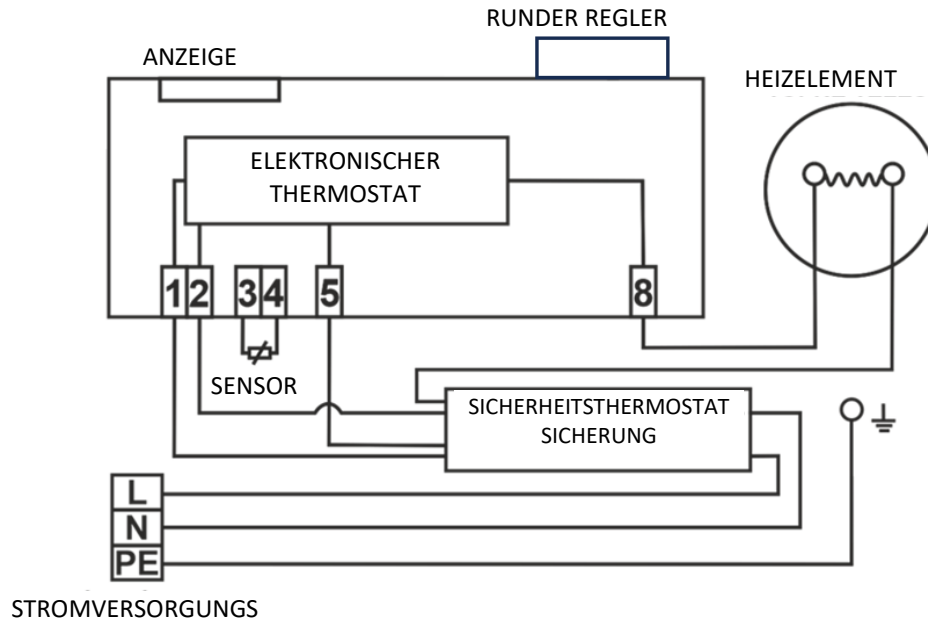 RUNDER REGLER
ANZEIGE
HEIZELEMENT
ELEKTRONISCHER
THERMOSTAT
1 2 3 4 5 8
SENSOR
SICHERHEITSTHERMOSTAT
SICHERUNG
L
N
PE
STROMVERSORGUNGS